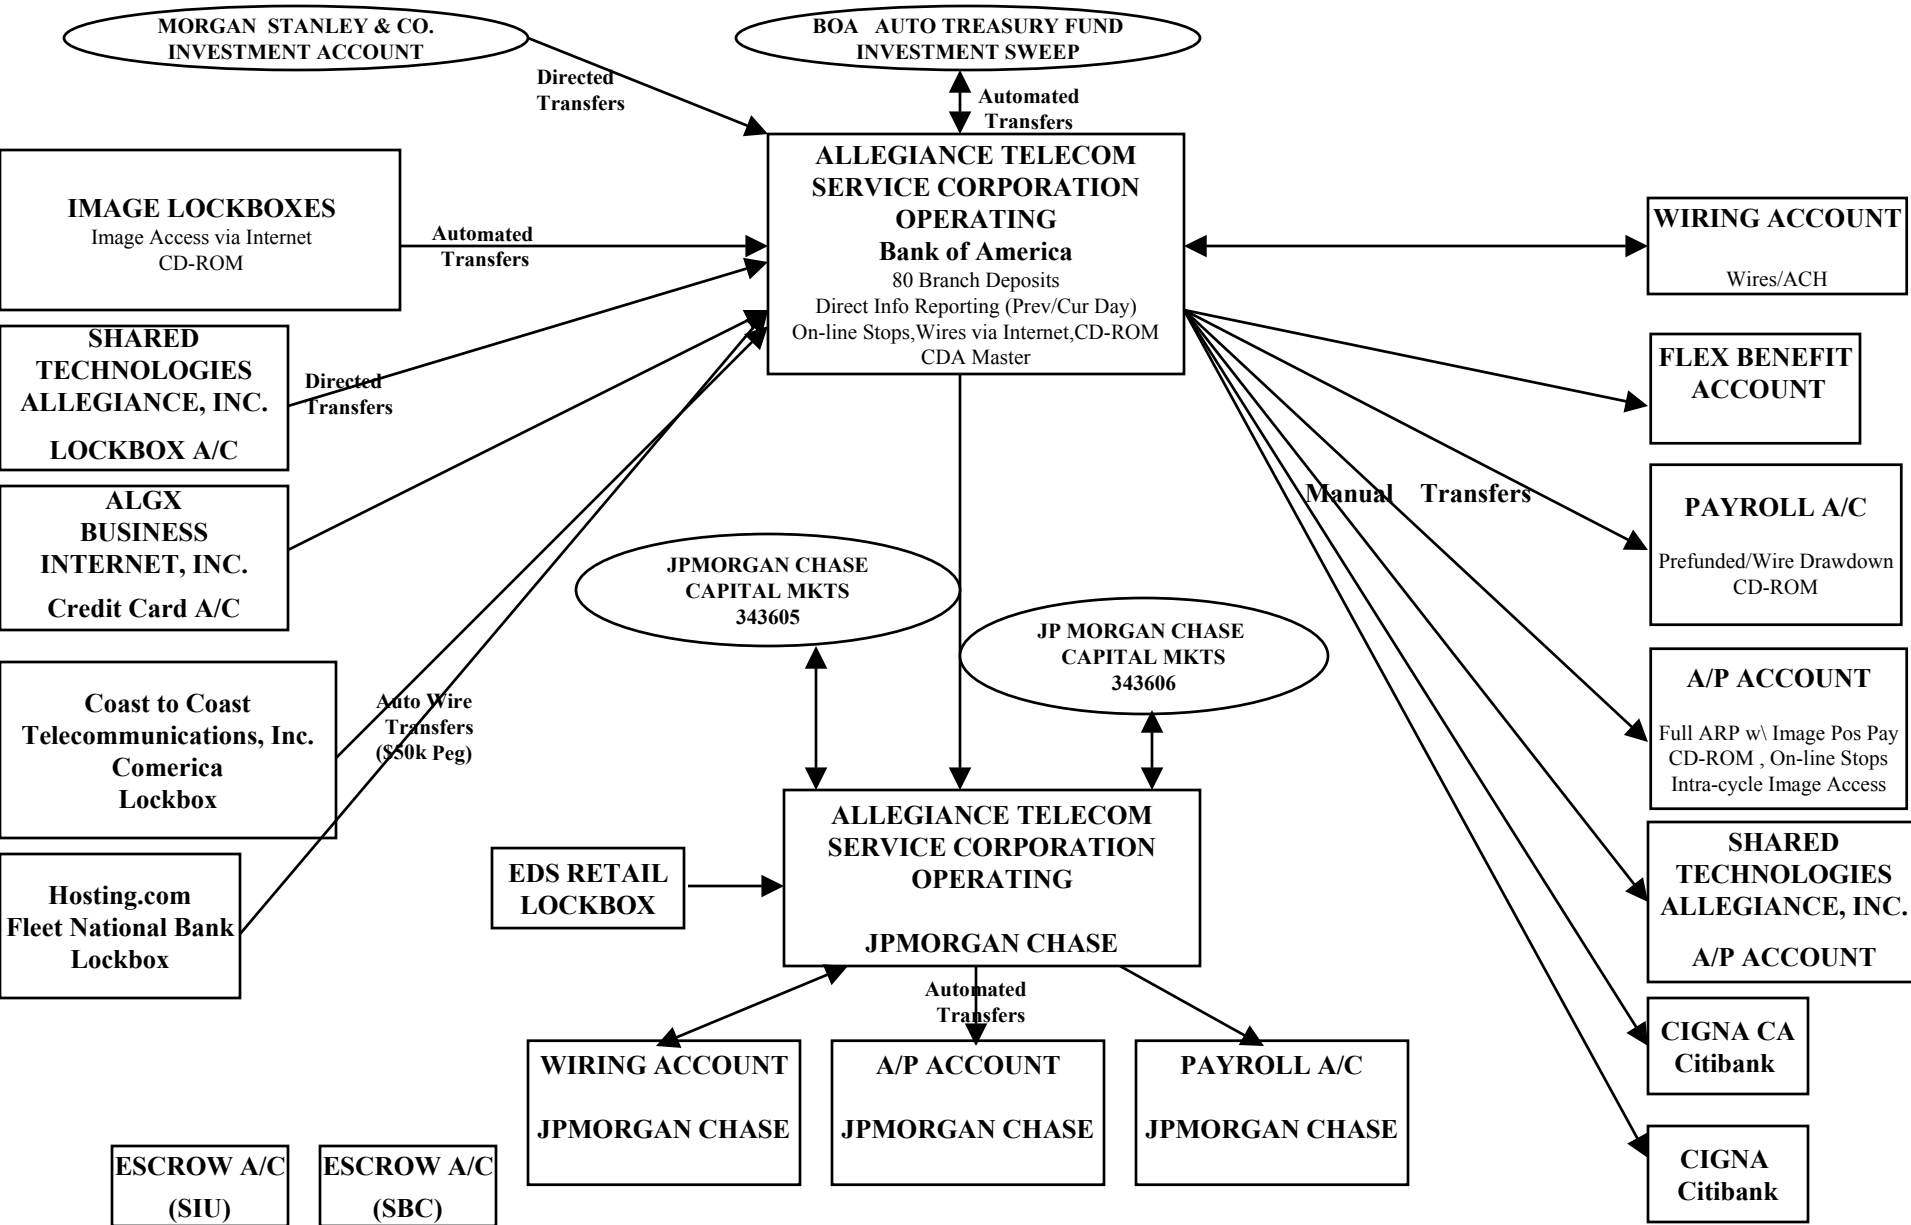 MORGAN STANLEY & CO.
INVESTMENT ACCOUNT
BOA AUTO TREASURY FUND
INVESTMENT SWEEP
Directed
Transfers
Automated
Transfers
ALLEGIANCE TELECOM
SERVICE CORPORATION
OPERATING
Bank of America
80 Branch Deposits
Direct Info Reporting (Prev/Cur Day)
On-line Stops,Wires via Internet,CD-ROM
CDA Master
IMAGE LOCKBOXES
Image Access via Internet
CD-ROM
Automated
Transfers
SHARED
TECHNOLOGIES
ALLEGIANCE, INC.
LOCKBOX A/C
Directed
Transfers
ALGX
BUSINESS
INTERNET, INC.
Credit Card A/C
Coast to Coast
Telecommunications, Inc.
Comerica
Lockbox
Auto Wire
Transfers
($50k Peg)
Hosting.com
Fleet National Bank
Lockbox
WIRING ACCOUNT
Wires/ACH
FLEX BENEFIT
ACCOUNT
Manual Transfers
PAYROLL A/C
Prefunded/Wire Drawdown
CD-ROM
A/P ACCOUNT
Full ARP w\ Image Pos Pay
CD-ROM , On-line Stops
Intra-cycle Image Access
SHARED
TECHNOLOGIES
ALLEGIANCE, INC.
A/P ACCOUNT
CIGNA CA
Citibank
CIGNA
Citibank
JPMORGAN CHASE
CAPITAL MKTS
343605
JP MORGAN CHASE
CAPITAL MKTS
343606
EDS RETAIL
LOCKBOX
ALLEGIANCE TELECOM
SERVICE CORPORATION
OPERATING
JPMORGAN CHASE
Automated
Transfers
WIRING ACCOUNT
JPMORGAN CHASE
A/P ACCOUNT
JPMORGAN CHASE
PAYROLL A/C
JPMORGAN CHASE
ESCROW A/C
(SIU)
ESCROW A/C
(SBC)